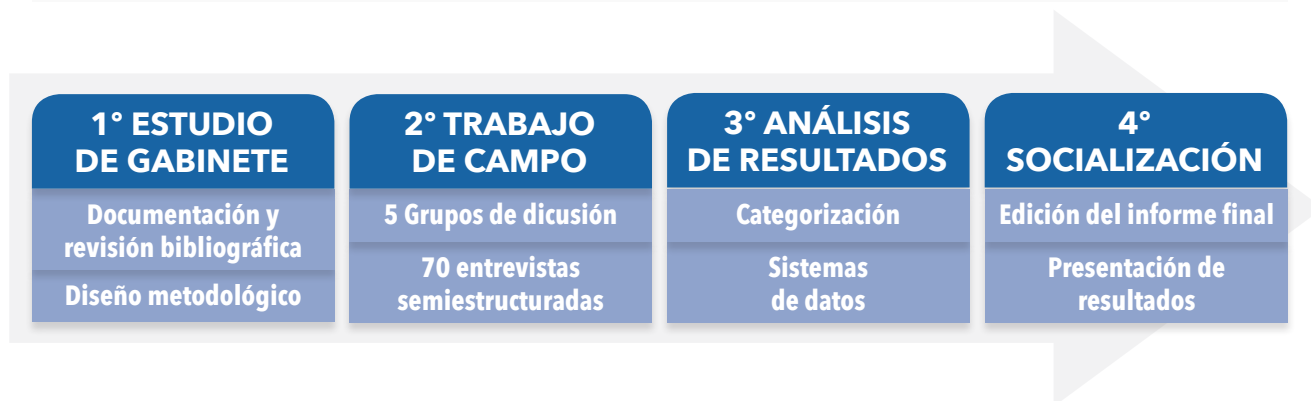 1° ESTUDIO
DE GABINETE
Documentación y
revisión bibliográfica
Diseño metodológico
2° TRABAJO
DE CAMPO
5 Grupos de dicusión
70 entrevistas
semiestructuradas
3° ANÁLISIS
DE RESULTADOS
Categorización
Sistemas
de datos
4°
SOCIALIZACIÓN
Edición del informe final
Presentación de
resultados